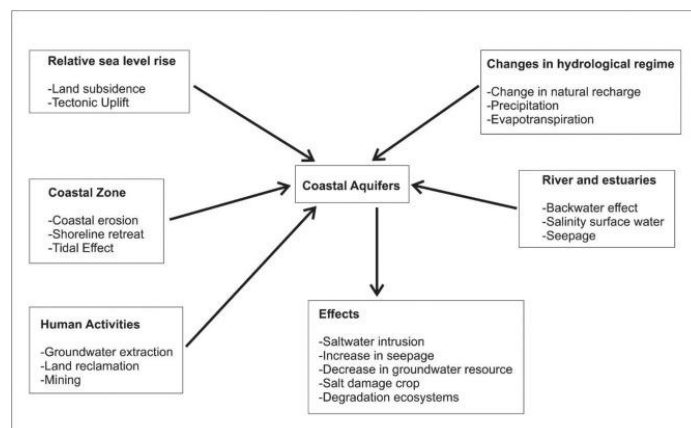 Relative sea level rise
-Land subsidence
-Tectonic Uplift
Changes in hydrological regime
-Change in natural recharge
-Precipitation
-Evapotranspiration
Coastal Zone
-Coastal erosion
-Shoreline retreat
-Tidal Effect
Coastal Aquifers
River and estuaries
-Backwater effect
-Salinity surface water
-Seepage
Human Activities
-Groundwater extraction
-Land reclamation
-Mining
Effects
-Saltwater intrusion
-Increase in seepage
-Decrease in groundwater resource
-Salt damage crop
-Degradation ecosystems